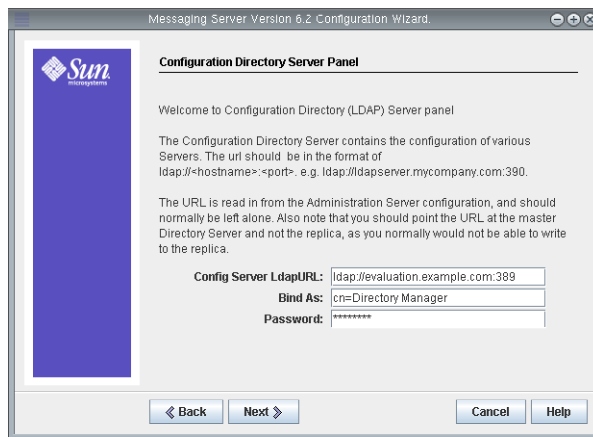 Messaging Server Version 6.2 Configuration Wizard.
Sun
microsystems
Configuration Directory Server Panel
Welcome to Configuration Directory (LDAP) Server panel
The Configuration Directory Server contains the configuration of various
Servers. The url should be in the format of
ldap://<hostname>:<port>. e.g. ldap://ldapserver.mycompany.com:390.
The URL is read in from the Administration Server configuration, and should
normally be left alone. Also note that you should point the URL at the master
Directory Server and not the replica, as you normally would not be able to write
to the replica.
Config Server LdapURL: ldap://evaluation.example.com:389
Bind As: cn=Directory Manager
Password: ********
Back Next Cancel Help